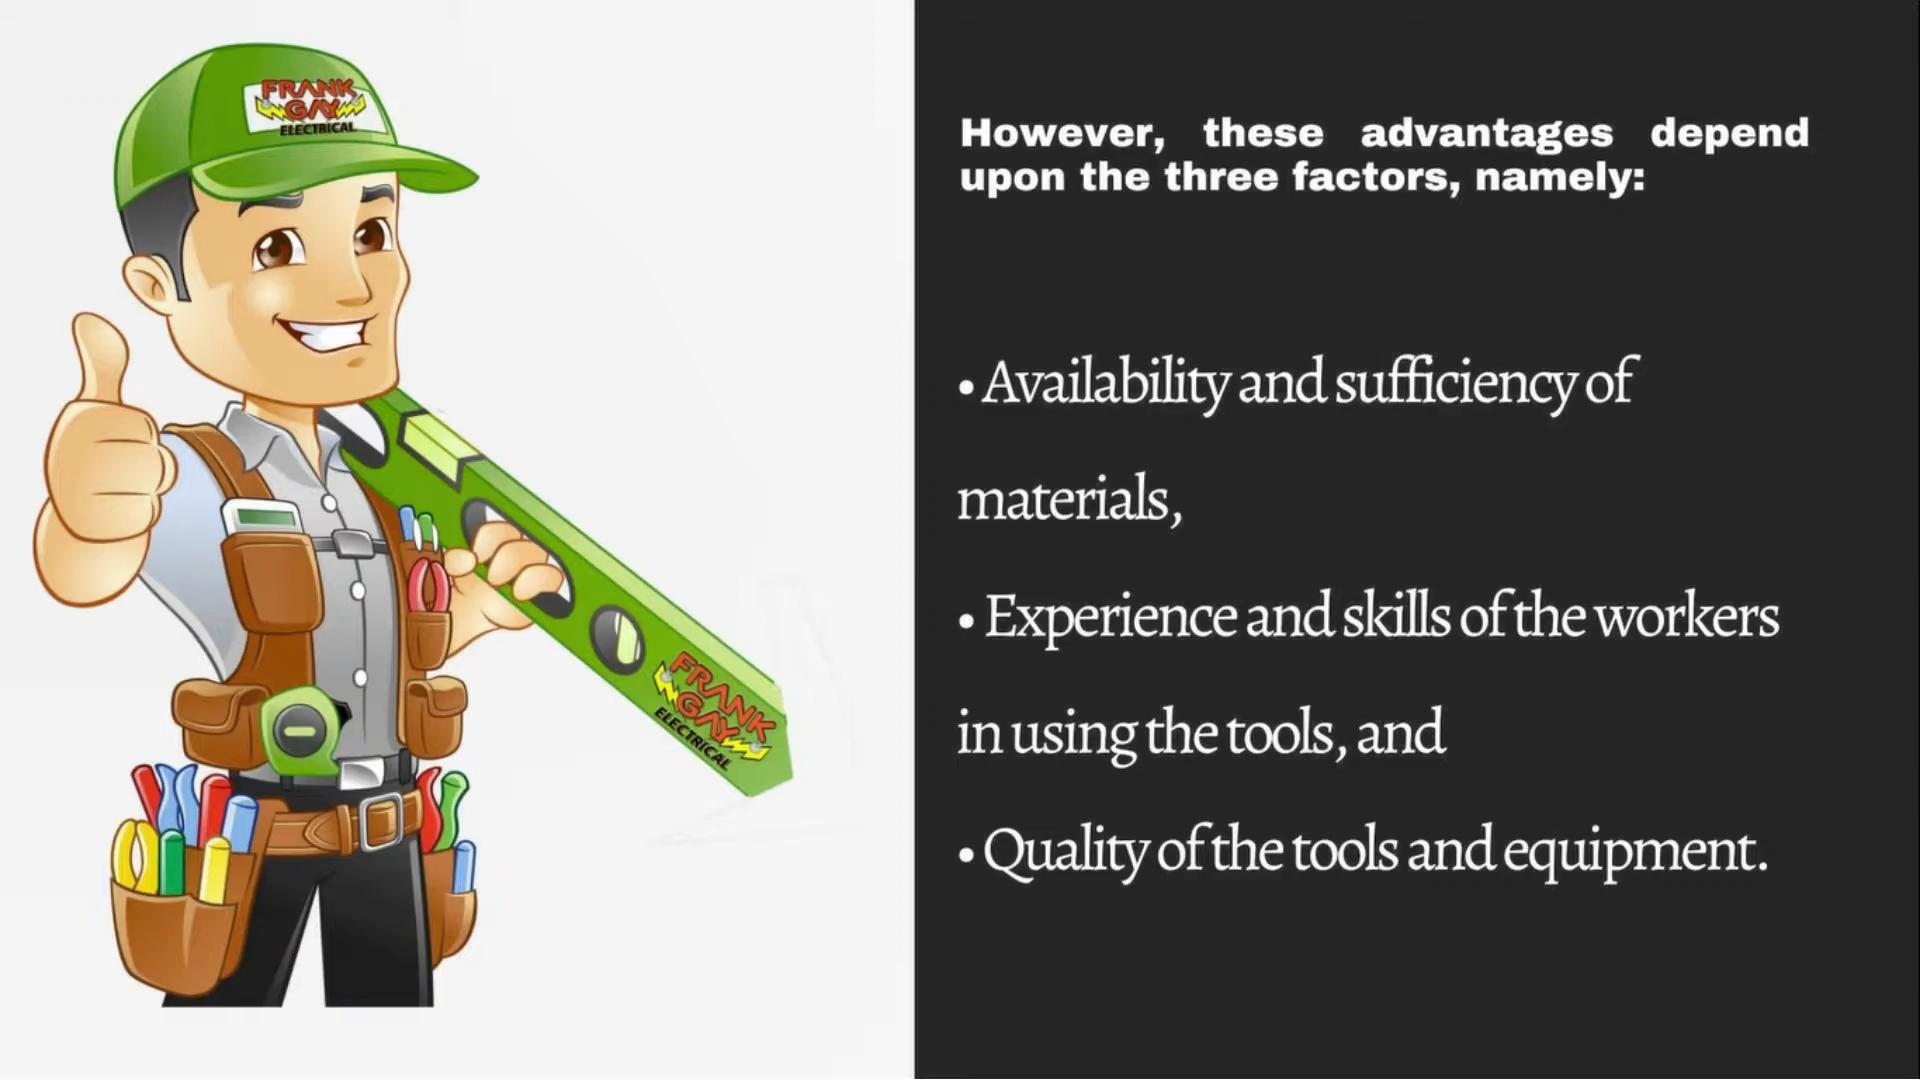 FRANK
GAY
ELECTRICAL
FRANK
GAY
ELECTRICAL
However, these advantages depend
upon the three factors, namely:
• Availability and sufficiency of
materials,
• Experience and skills of the workers
in using the tools, and
• Quality of the tools and equipment.